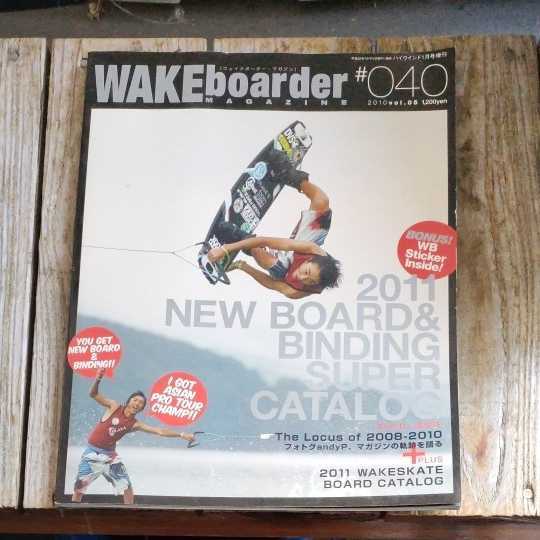 [ウェイクボーダー・マガジン]
WAKEboarder
MAGAZINE
#040
2010 vol.06 1,200yen
BONUS!
WB
Sticker
Inside!
2011
NEW BOARD&
BINDING
SUPER
CATALOG
YOU GET
NEW BOARD
&
BINDING!!
I GOT
ASIAN
PRO TOUR
CHAMP!!
The Locus of 2008-2010
フォトグandyP、マガジンの軌跡を語る
+PLUS
2011 WAKESKATE
BOARD CATALOG